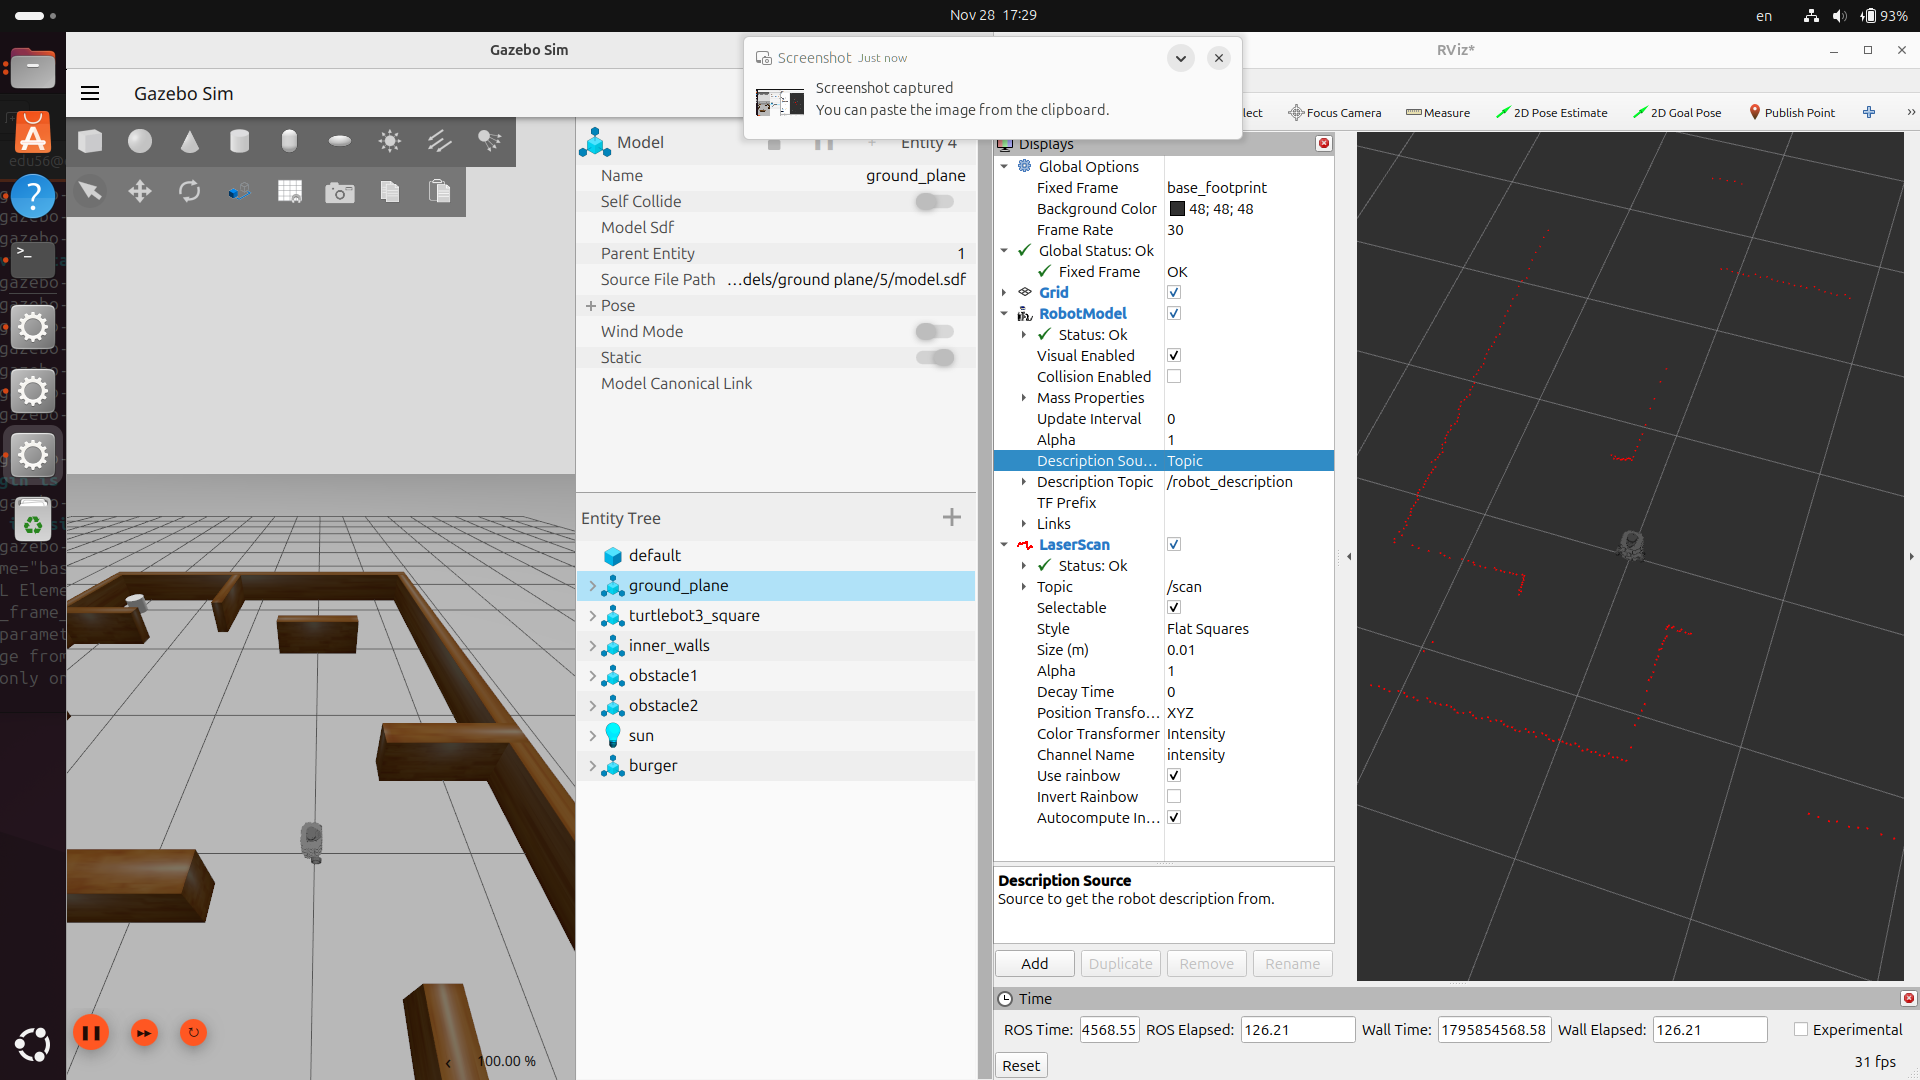 Nov 28 17:29
en
93%
Gazebo Sim
Gazebo Sim
Screenshot Just now
Screenshot captured
You can paste the image from the clipboard.
RViz*
lect
Focus Camera
Measure
2D Pose Estimate
2D Goal Pose
Publish Point
Model
Entity 4
Name ground_plane
Self Collide
Model Sdf
Parent Entity 1
Source File Path ...dels/ground plane/5/model.sdf
Pose
Wind Mode
Static
Model Canonical Link
Entity Tree
default
ground_plane
turtlebot3_square
inner_walls
obstacle1
obstacle2
sun
burger
100.00 %
Displays
Global Options
Fixed Frame base_footprint
Background Color 48; 48; 48
Frame Rate 30
Global Status: Ok
Fixed Frame OK
Grid
RobotModel
Status: Ok
Visual Enabled
Collision Enabled
Mass Properties
Update Interval 0
Alpha 1
Description Sou... Topic
Description Topic /robot_description
TF Prefix
Links
LaserScan
Status: Ok
Topic /scan
Selectable
Style Flat Squares
Size (m) 0.01
Alpha 1
Decay Time 0
Position Transfo... XYZ
Color Transformer Intensity
Channel Name intensity
Use rainbow
Invert Rainbow
Autocompute In...
Description Source
Source to get the robot description from.
Add
Duplicate
Remove
Rename
Time
ROS Time: 4568.55 ROS Elapsed: 126.21 Wall Time: 1795854568.58 Wall Elapsed: 126.21 Experimental
Reset
31 fps